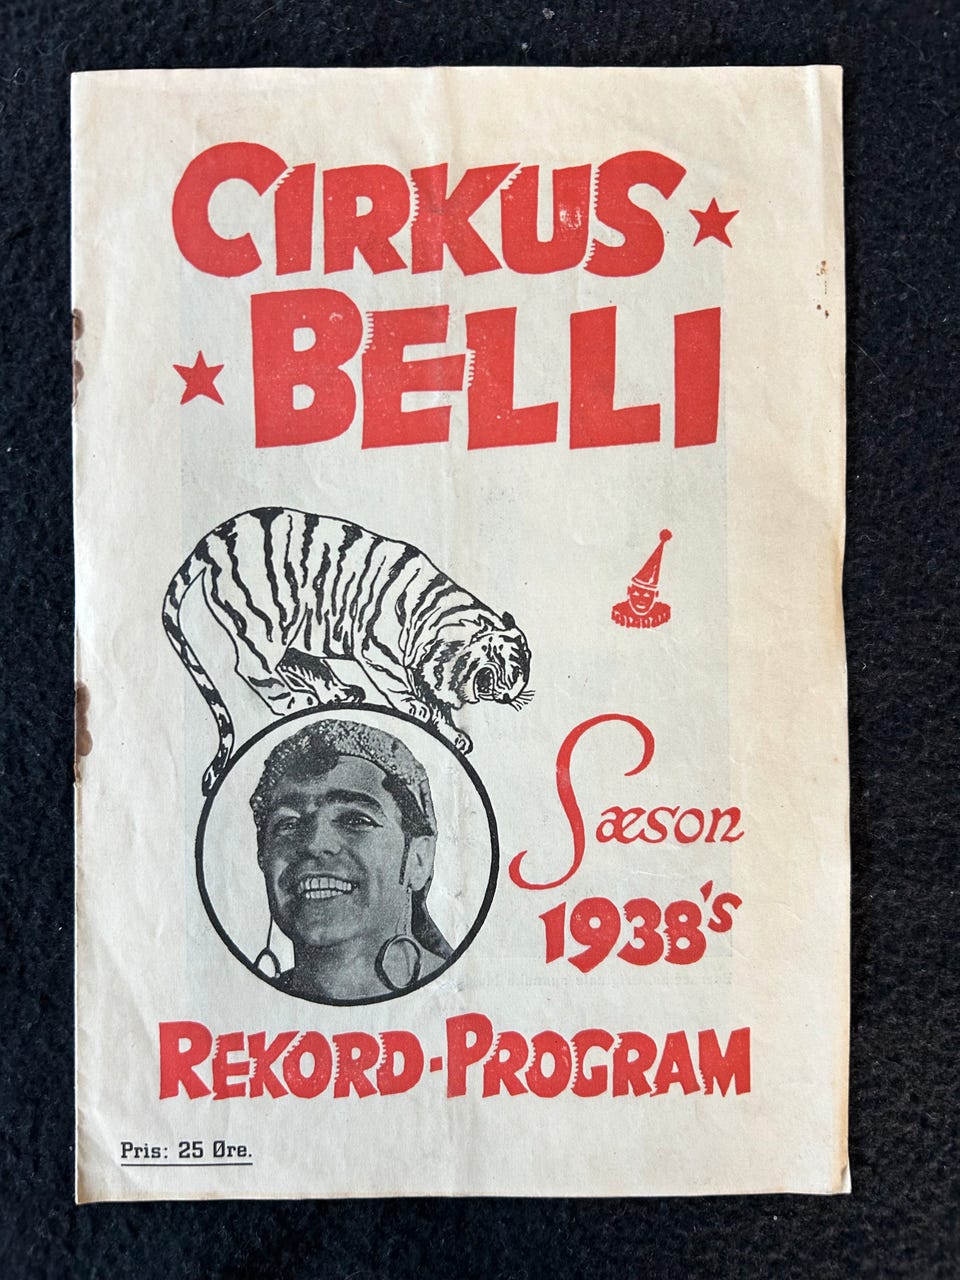 CIRKUS
BELLI
Sæson
1938's
REKORD-PROGRAM
Pris: 25 Øre.